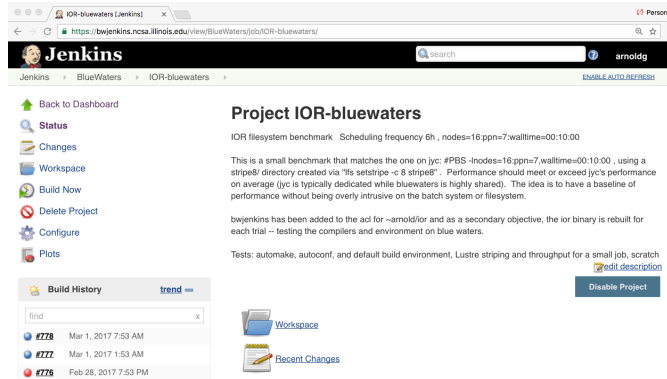 IOR-bluewaters [Jenkins]
Person
https://bwjenkins.ncsa.illinois.edu/view/BlueWaters/job/IOR-bluewaters/
Jenkins
search
?
arnoldg
Jenkins
BlueWaters
IOR-bluewaters
ENABLE AUTO REFRESH
Back to Dashboard
Status
Changes
Workspace
Build Now
Delete Project
Configure
Plots
Project IOR-bluewaters
IOR filesystem benchmark Scheduling frequency 6h , nodes=16:ppn=7:walltime=00:10:00
This is a small benchmark that matches the one on jyc: #PBS -lnodes=16:ppn=7,walltime=00:10:00 , using a
stripe8/ directory created via "lfs setstripe -c 8 stripe8" . Performance should meet or exceed jyc's performance
on average (jyc is typically dedicated while bluewaters is highly shared). The idea is to have a baseline of
performance without being overly intrusive on the batch system or filesystem.
bwjenkins has been added to the acl for ~arnold/ior and as a secondary objective, the ior binary is rebuilt for
each trial -- testing the compilers and environment on blue waters.
Tests: automake, autoconf, and default build environment, Lustre striping and throughput for a small job, scratch
edit description
Disable Project
Build History
trend
find
x
#778 Mar 1, 2017 7:53 AM
#777 Mar 1, 2017 1:53 AM
#776 Feb 28, 2017 7:53 PM
Workspace
Recent Changes